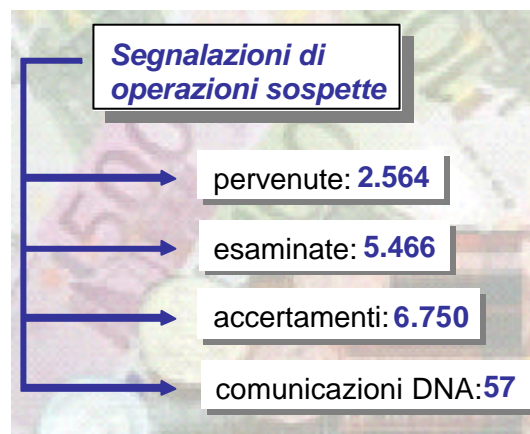 Segnalazioni di
operazioni sospette
pervenute: 2.564
esaminate: 5.466
accertamenti: 6.750
comunicazioni DNA:57